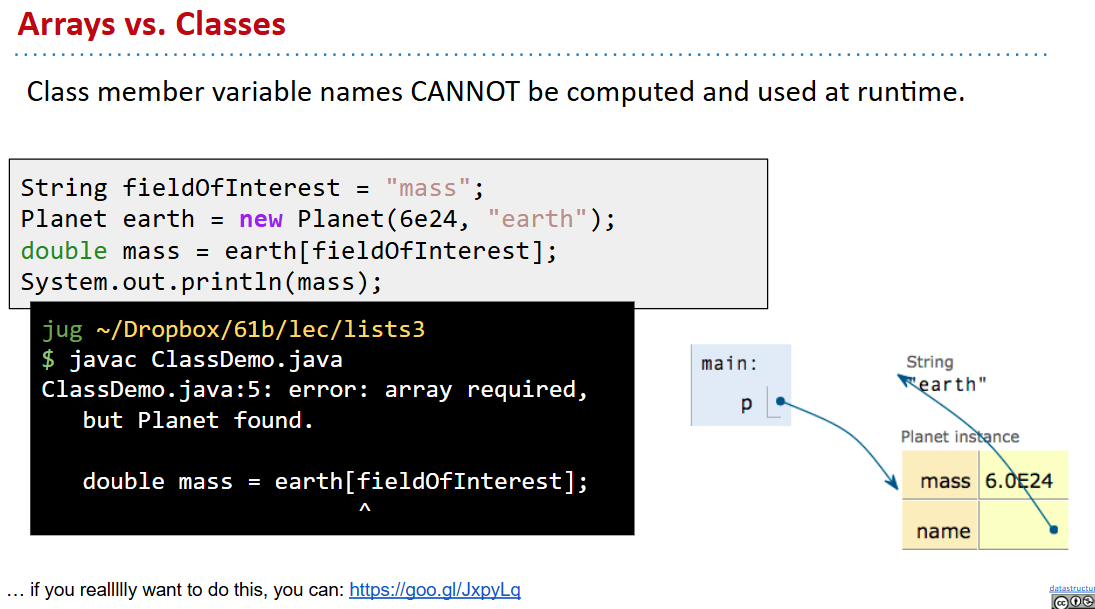 Arrays vs. Classes
Class member variable names CANNOT be computed and used at runtime.
String fieldOfInterest = "mass";
Planet earth = new Planet(6e24, "earth");
double mass = earth[fieldOfInterest];
System.out.println(mass);
jug ~/Dropbox/61b/lec/lists3
$ javac ClassDemo.java
ClassDemo.java:5: error: array required,
but Planet found.
double mass = earth[fieldOfInterest];
^
main:
p
String
"earth"
Planet instance
mass 6.0E24
name
… if you reallllly want to do this, you can: https://goo.gl/JxpyLq
datastructur
cc